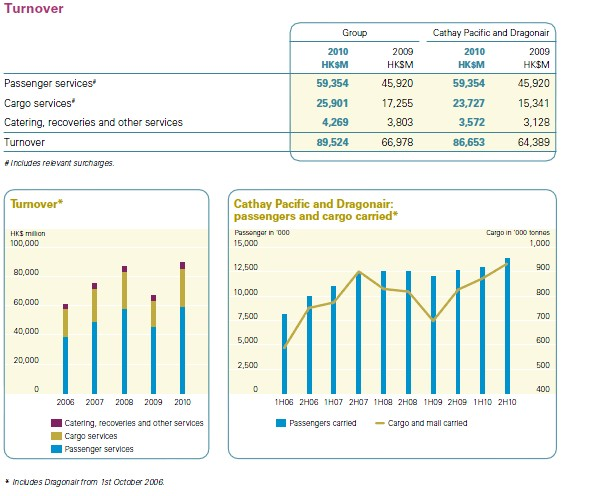 Turnover
Group Cathay Pacific and Dragonair
2010 2009 2010 2009
HK$M HK$M HK$M HK$M
Passenger services# 59,354 45,920 59,354 45,920
Cargo services# 25,901 17,255 23,727 15,341
Catering, recoveries and other services 4,269 3,803 3,572 3,128
Turnover 89,524 66,978 86,653 64,389
# Includes relevant surcharges.
Turnover*
HK$ million
100,000
80,000
60,000
40,000
20,000
0
2006 2007 2008 2009 2010
Catering, recoveries and other services
Cargo services
Passenger services
Cathay Pacific and Dragonair:
passengers and cargo carried*
Passenger in '000 Cargo in '000 tonnes
15,000 1,000
12,500 900
10,000 800
7,500 700
5,000 600
2,500 500
0 400
1H06 2H06 1H07 2H07 1H08 2H08 1H09 2H09 1H10 2H10
Passengers carried Cargo and mail carried
* Includes Dragonair from 1st October 2006.